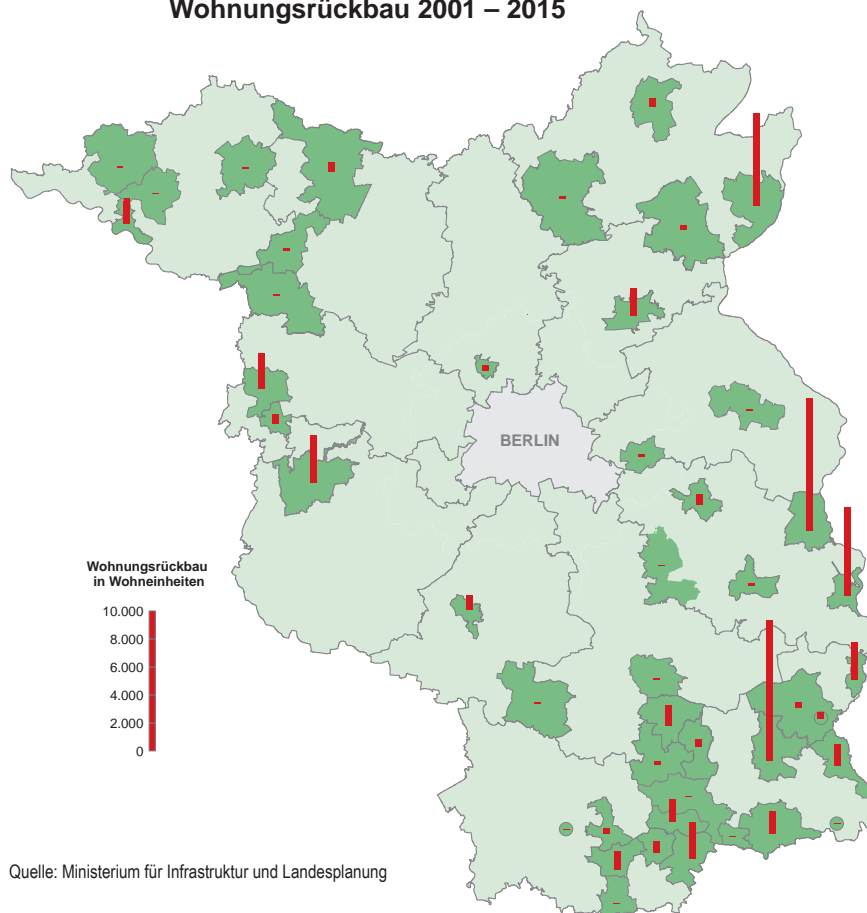 Wohnungsrückbau 2001 – 2015
BERLIN
Wohnungsrückbau
in Wohneinheiten
10.000
8.000
6.000
4.000
2.000
0
Quelle: Ministerium für Infrastruktur und Landesplanung